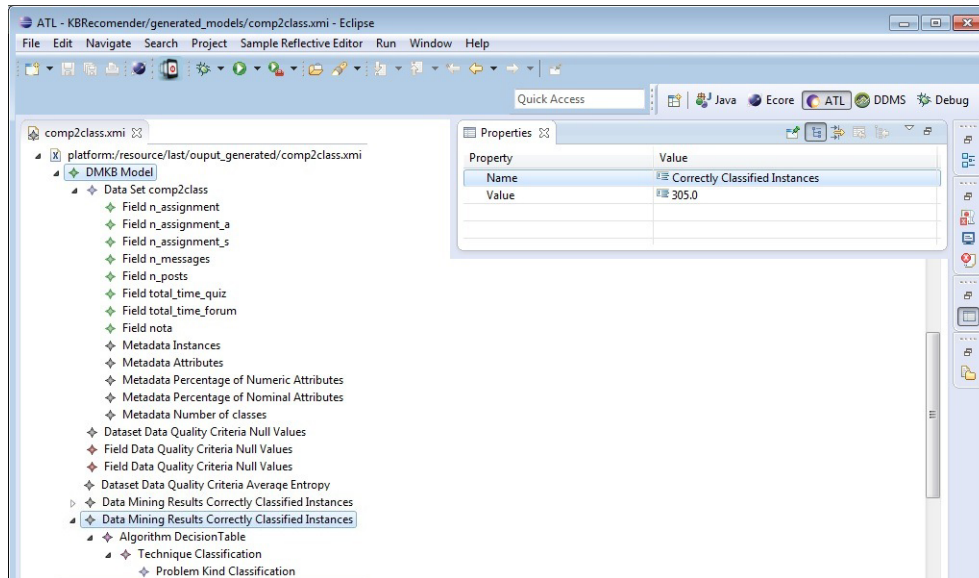 ATL - KBRecomender/generated_models/comp2class.xmi - Eclipse
File Edit Navigate Search Project Sample Reflective Editor Run Window Help
Quick Access
Java Ecore ATL DDMS Debug
comp2class.xmi
platform:/resource/last/ouput_generated/comp2class.xmi
DMKB Model
Data Set comp2class
Field n_assignment
Field n_assignment_a
Field n_assignment_s
Field n_messages
Field n_posts
Field total_time_quiz
Field total_time_forum
Field nota
Metadata Instances
Metadata Attributes
Metadata Percentage of Numeric Attributes
Metadata Percentage of Nominal Attributes
Metadata Number of classes
Dataset Data Quality Criteria Null Values
Field Data Quality Criteria Null Values
Field Data Quality Criteria Null Values
Dataset Data Quality Criteria Average Entropy
Data Mining Results Correctly Classified Instances
Data Mining Results Correctly Classified Instances
Algorithm DecisionTable
Technique Classification
Problem Kind Classification
Properties
Property Value
Name Correctly Classified Instances
Value 305.0